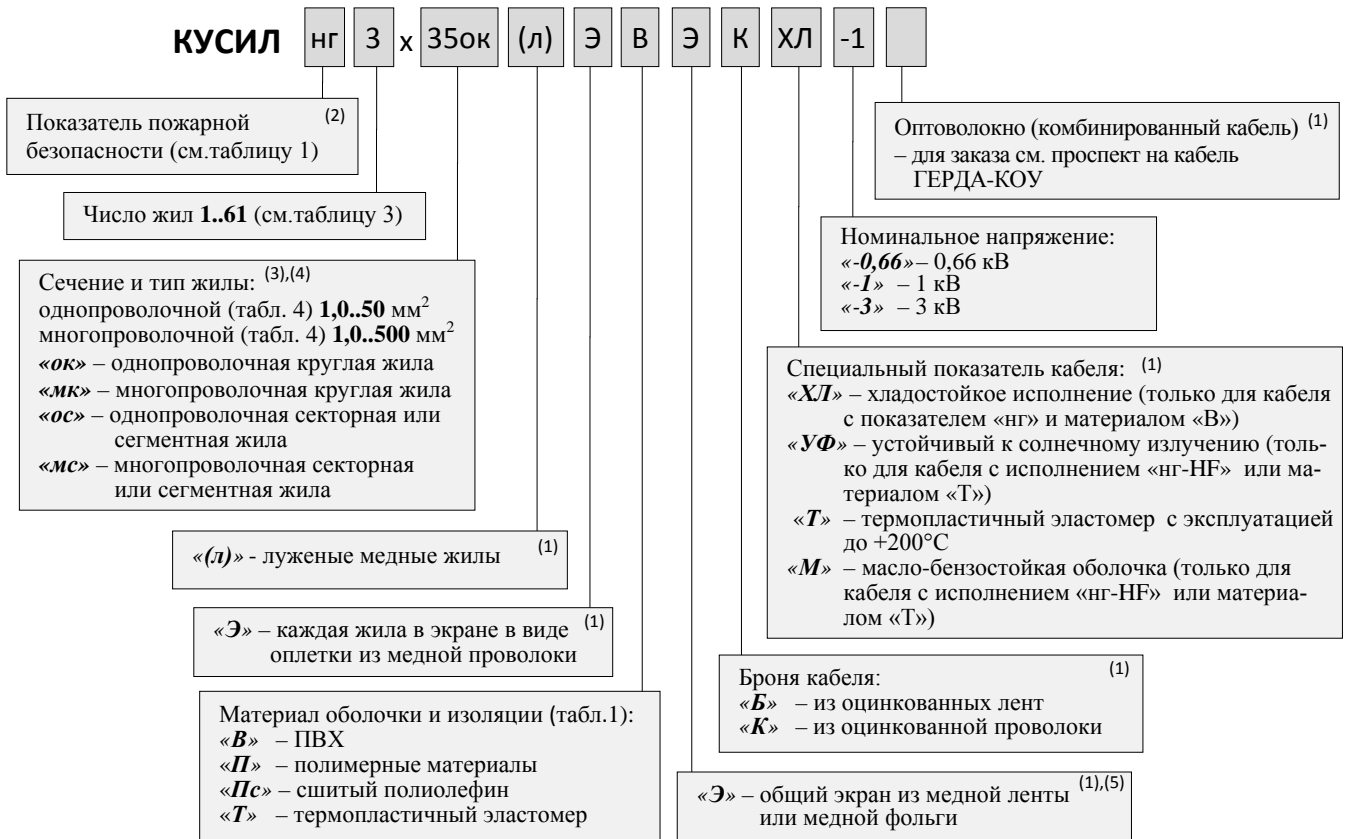 КУСИЛ нг 3 х 35ок (л) Э В Э К ХЛ -1
Показатель пожарной (2)
безопасности (см.таблицу 1)
Число жил 1..61 (см.таблицу 3)
Сечение и тип жилы: (3),(4)
однопроволочной (табл. 4) 1,0..50 мм²
многопроволочной (табл. 4) 1,0..500 мм²
«ок» – однопроволочная круглая жила
«мк» – многопроволочная круглая жила
«ос» – однопроволочная секторная или
сегментная жила
«мс» – многопроволочная секторная
или сегментная жила
«(л)» - луженые медные жилы (1)
«Э» – каждая жила в экране в виде (1)
оплетки из медной проволоки
Материал оболочки и изоляции (табл.1):
«В» – ПВХ
«П» – полимерные материалы
«Пс» – сшитый полиолефин
«Т» – термопластичный эластомер
Оптоволокно (комбинированный кабель) (1)
– для заказа см. проспект на кабель
ГЕРДА-КОУ
Номинальное напряжение:
«-0,66» – 0,66 кВ
«-1» – 1 кВ
«-3» – 3 кВ
Специальный показатель кабеля: (1)
«ХЛ» – хладостойкое исполнение (только для кабеля
с показателем «нг» и материалом «В»)
«УФ» – устойчивый к солнечному излучению (толь-
ко для кабеля с исполнением «нг-HF» или ма-
териалом «Т»)
«Т» – термопластичный эластомер с эксплуатацией
до +200°С
«М» – масло-бензостойкая оболочка (только для
кабеля с исполнением «нг-HF» или материа-
лом «Т»)
Броня кабеля: (1)
«Б» – из оцинкованных лент
«К» – из оцинкованной проволоки
«Э» – общий экран из медной ленты (1),(5)
или медной фольги